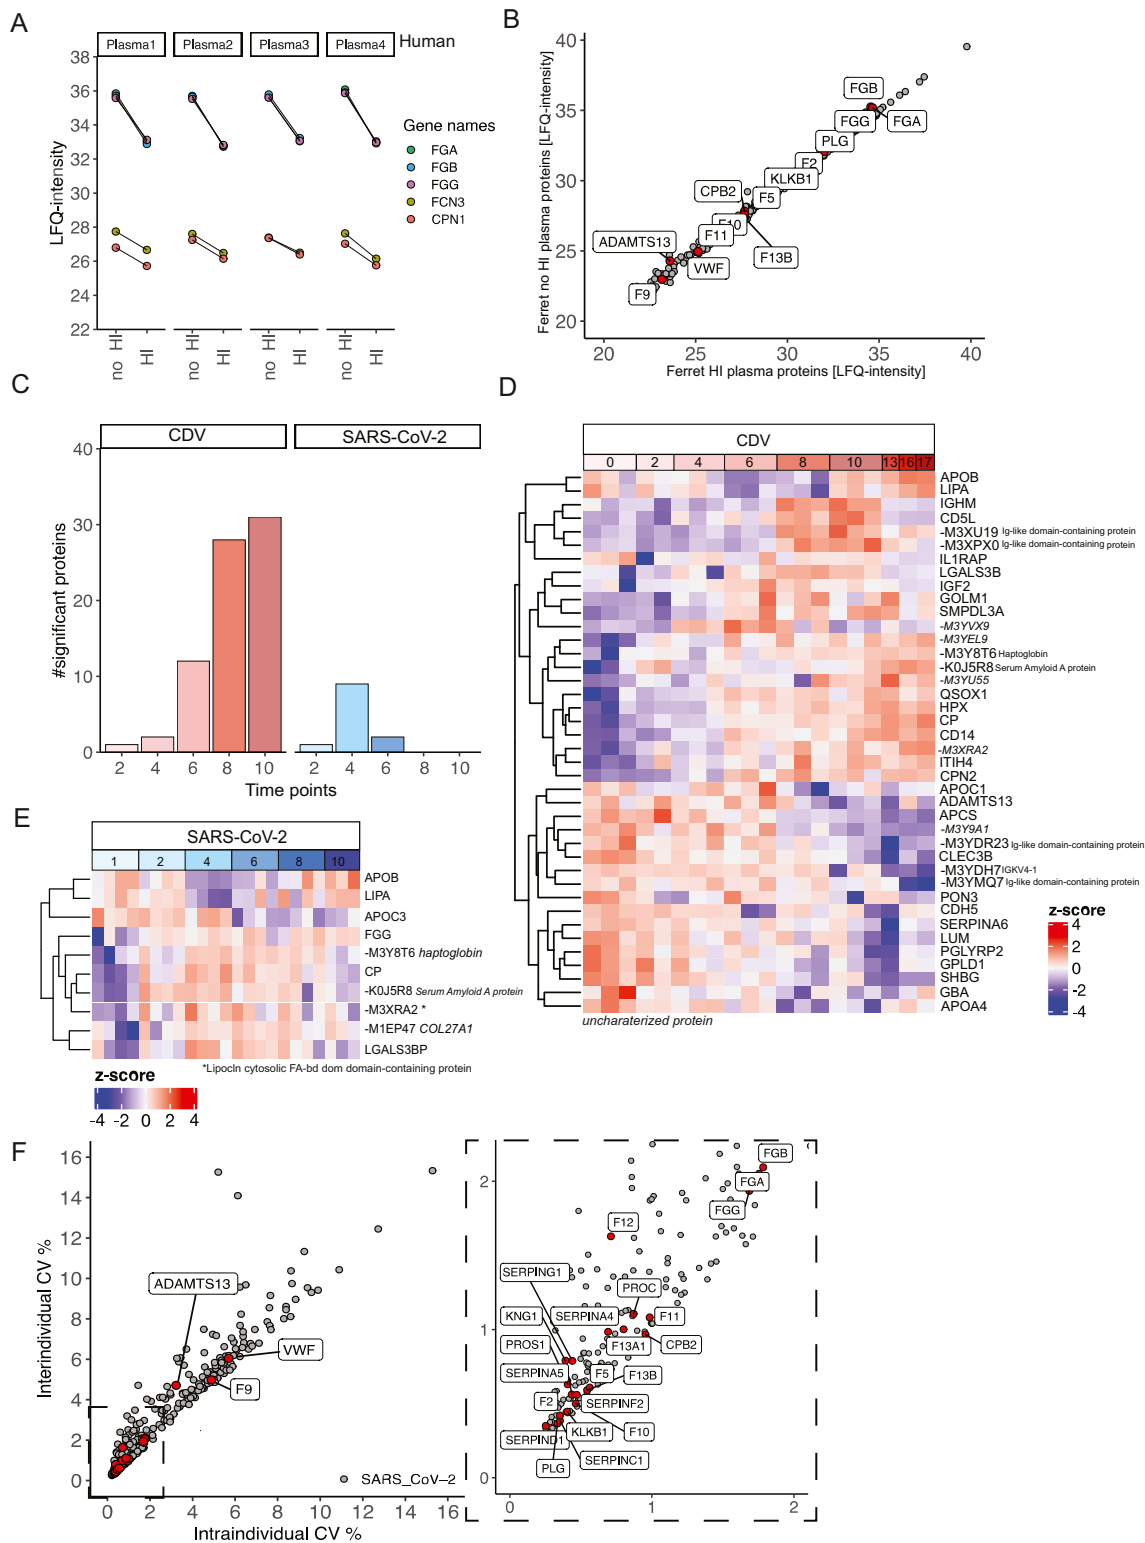 A
Plasma1 Plasma2 Plasma3 Plasma4 Human
38
36
34
32
30
28
26
24
22
LFQ-intensity
no HI HI no HI HI no HI HI no HI HI
Gene names
FGA
FGB
FGG
FCN3
CPN1
B
40
35
30
25
20
Ferret no HI plasma proteins [LFQ-intensity]
FGB
FGG
FGA
PLG
F2
KLKB1
CPB2
F5
F10
F11
ADAMTS13
F13B
VWF
F9
20 25 30 35 40
Ferret HI plasma proteins [LFQ-intensity]
C
CDV SARS-CoV-2
40
30
20
10
0
#significant proteins
2 4 6 8 10 2 4 6 8 10
Time points
D
CDV
0 2 4 6 8 10 13 16 17
APOB
LIPA
IGHM
CD5L
-M3XU19 Ig-like domain-containing protein
-M3XPX0 Ig-like domain-containing protein
IL1RAP
LGALS3B
IGF2
GOLM1
SMPDL3A
-M3YVX9
-M3YEL9
-M3Y8T6 Haptoglobin
-K0J5R8 Serum Amyloid A protein
-M3YU55
QSOX1
HPX
CP
CD14
-M3XRA2
ITIH4
CPN2
APOC1
ADAMTS13
APCS
-M3Y9A1
-M3YDR23 Ig-like domain-containing protein
CLEC3B
-M3YDH7 IGKV4-1
-M3YMQ7 Ig-like domain-containing protein
PON3
CDH5
SERPINA6
LUM
PGLYRP2
GPLD1
SHBG
GBA
APOA4
uncharaterized protein
z-score
4
2
0
-2
-4
E
SARS-CoV-2
1 2 4 6 8 10
APOB
LIPA
APOC3
FGG
-M3Y8T6 haptoglobin
CP
-K0J5R8 Serum Amyloid A protein
-M3XRA2 *
-M1EP47 COL27A1
LGALS3BP
*Lipocln cytosolic FA-bd dom domain-containing protein
z-score
-4 -2 0 2 4
F
16
14
12
10
8
6
4
2
0
Interindividual CV %
ADAMTS13
VWF
F9
SARS_CoV-2
0 2 4 6 8 10 12 14 16
Intraindividual CV %
2
1
0
FGB
FGA
FGG
F12
SERPING1
PROC
KNG1
SERPINA4
F11
PROS1
F13A1
CPB2
SERPINA5
F5
F13B
F2
SERPINF2
SERPIND1
KLKB1
F10
SERPINC1
PLG
0 1 2